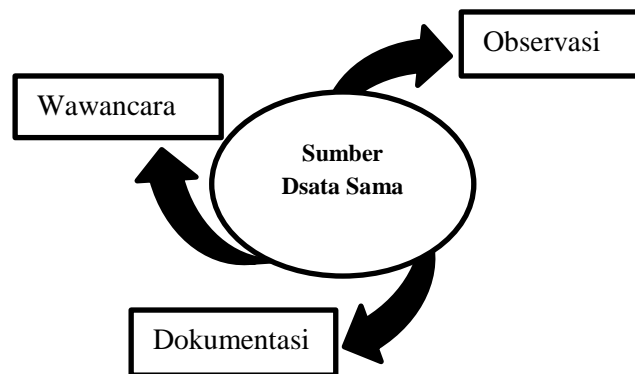 Observasi
Wawancara
Sumber
Dsata Sama
Dokumentasi